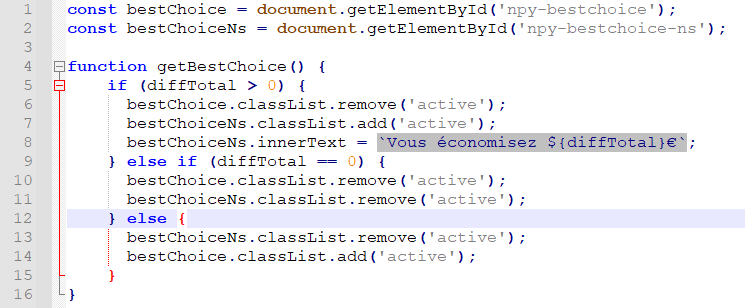 1 const bestChoice = document.getElementById('npy-bestchoice');
2 const bestChoiceNs = document.getElementById('npy-bestchoice-ns');
3
4 function getBestChoice() {
5 if (diffTotal > 0) {
6 bestChoice.classList.remove('active');
7 bestChoiceNs.classList.add('active');
8 bestChoiceNs.innerText = `Vous économisez ${diffTotal}€`;
9 } else if (diffTotal == 0) {
10 bestChoice.classList.remove('active');
11 bestChoiceNs.classList.remove('active');
12 } else {
13 bestChoiceNs.classList.remove('active');
14 bestChoice.classList.add('active');
15 }
16 }